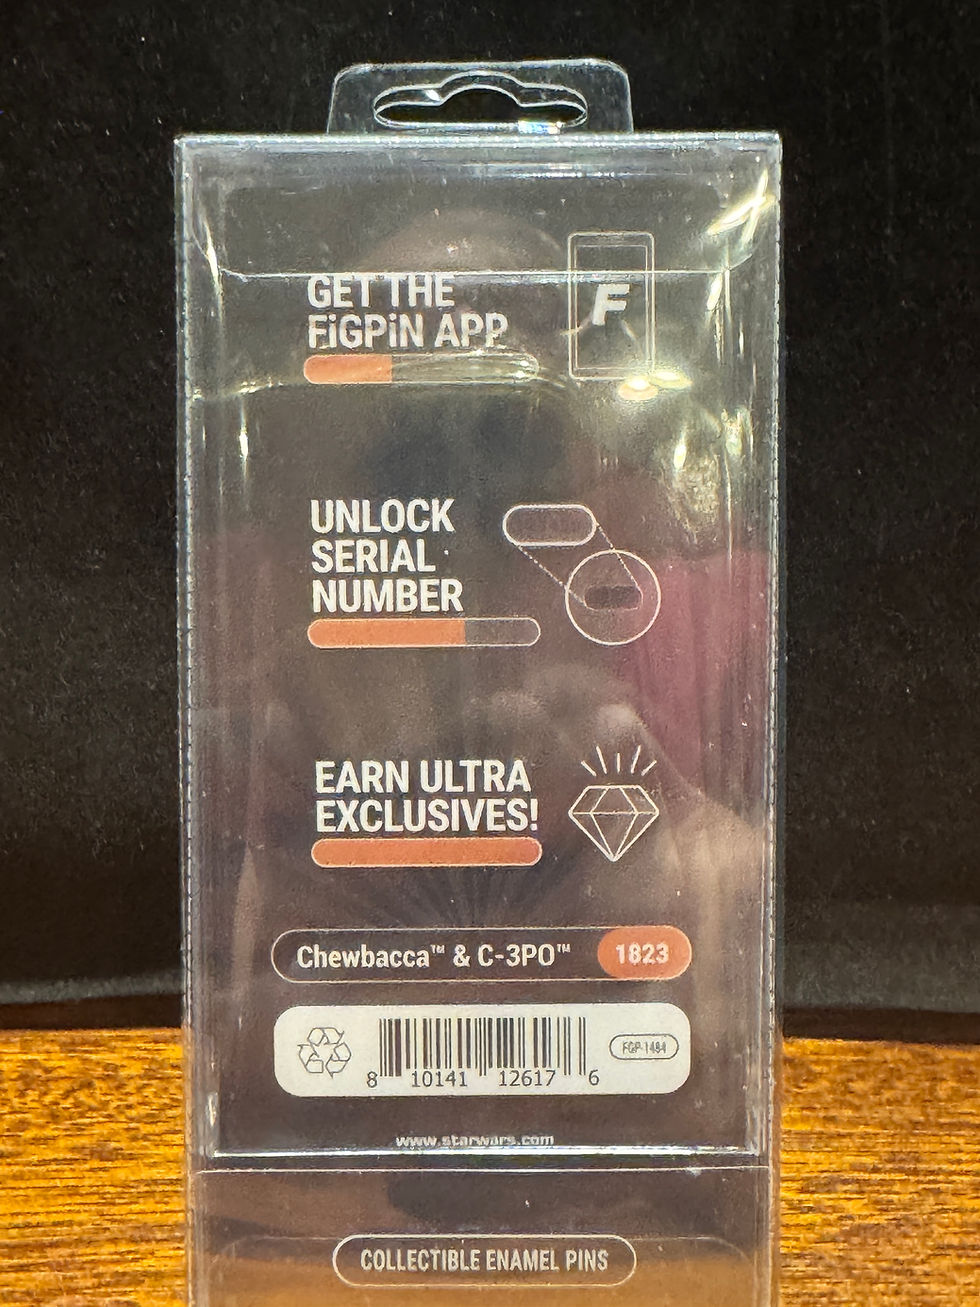 GET THE
FiGPiN APP
F
UNLOCK
SERIAL
NUMBER
EARN ULTRA
EXCLUSIVES!
Chewbacca™ & C-3PO™ 1823
8 10141 12617 6
FGP-1484
www.starwars.com
COLLECTIBLE ENAMEL PINS